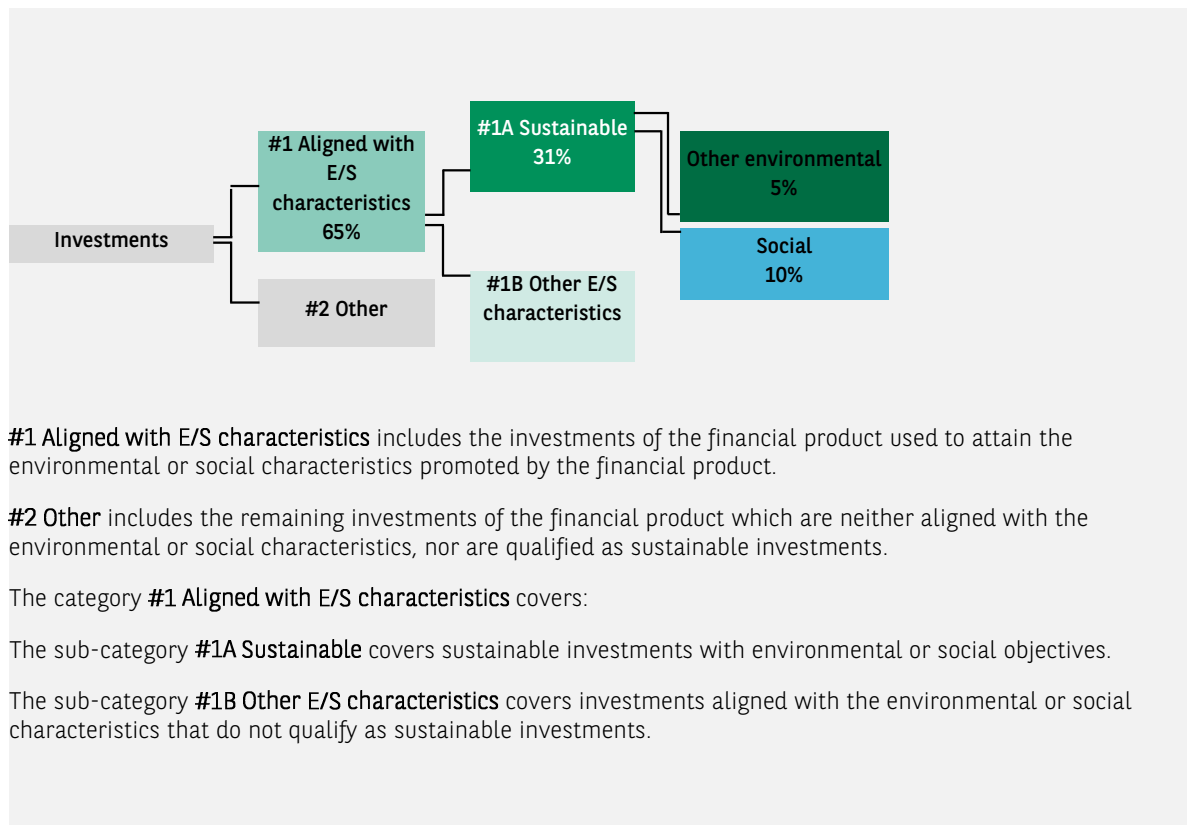 #1A Sustainable
31%
#1 Aligned with
E/S
characteristics
65%
Other environmental
5%
Investments
Social
10%
#2 Other
#1B Other E/S
characteristics
#1 Aligned with E/S characteristics includes the investments of the financial product used to attain the
environmental or social characteristics promoted by the financial product.
#2 Other includes the remaining investments of the financial product which are neither aligned with the
environmental or social characteristics, nor are qualified as sustainable investments.
The category #1 Aligned with E/S characteristics covers:
The sub-category #1A Sustainable covers sustainable investments with environmental or social objectives.
The sub-category #1B Other E/S characteristics covers investments aligned with the environmental or social
characteristics that do not qualify as sustainable investments.